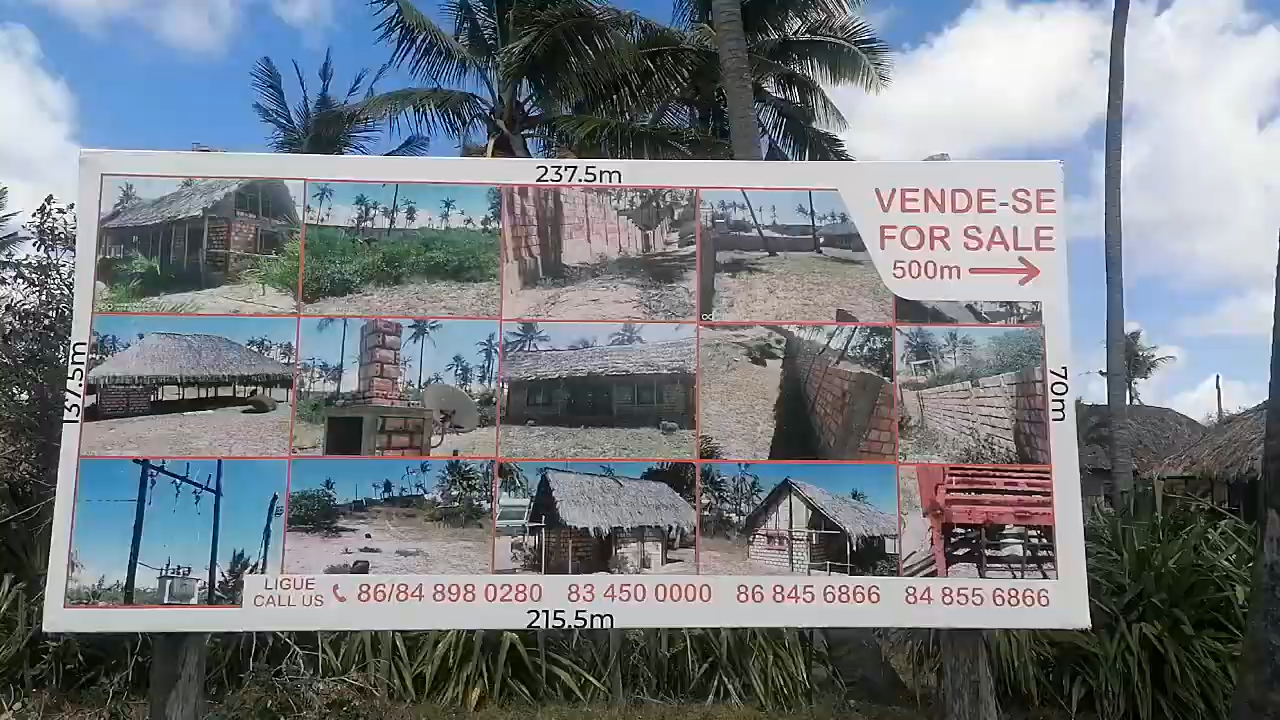 237.5m
VENDE-SE
FOR SALE
500m
137.5m
70m
LIGUE
CALL US
86/84 898 0280 83 450 0000 86 845 6866 84 855 6866
215.5m